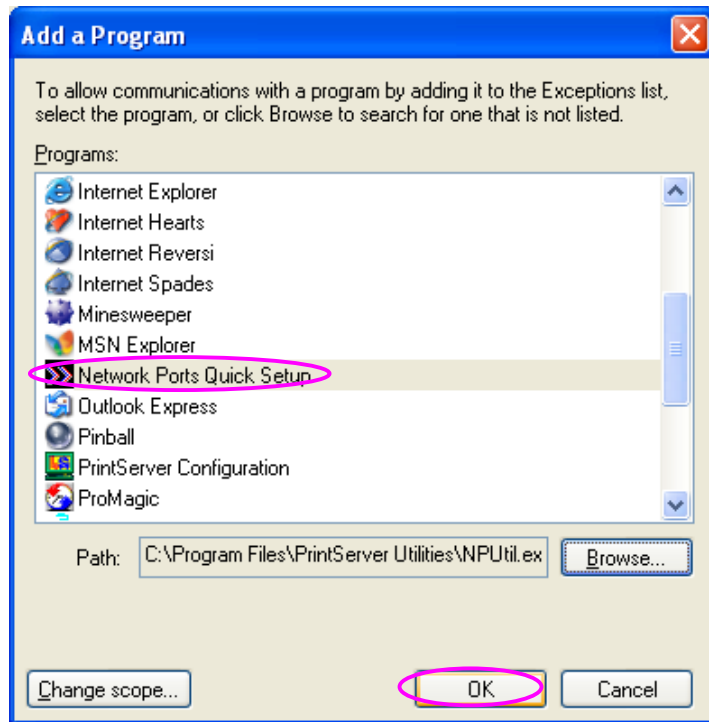 Add a Program
To allow communications with a program by adding it to the Exceptions list,
select the program, or click Browse to search for one that is not listed.
Programs:
Internet Explorer
Internet Hearts
Internet Reversi
Internet Spades
Minesweeper
MSN Explorer
Network Ports Quick Setup
Outlook Express
Pinball
PrintServer Configuration
ProMagic
Path: C:\Program Files\PrintServer Utilities\NPUtil.ex Browse...
Change scope... OK Cancel